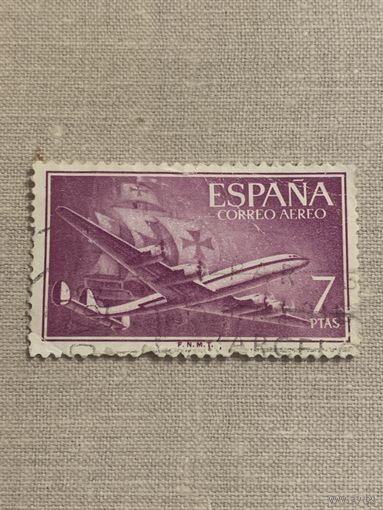 ESPAÑA
CORREO AEREO
7
PTAS
F.N.M.T.